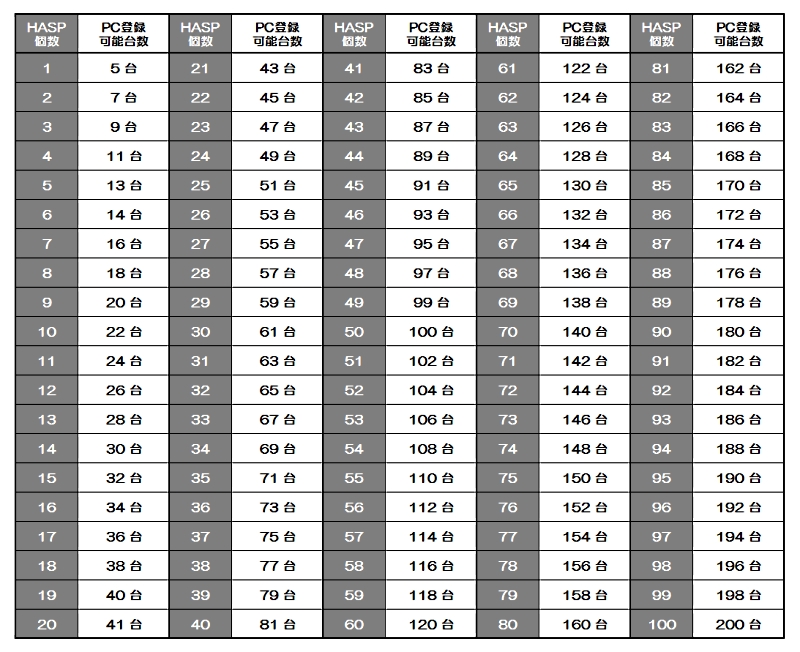 HASP 個数 PC登録 可能台数 HASP 個数 PC登録 可能台数 HASP 個数 PC登録 可能台数 HASP 個数 PC登録 可能台数 HASP 個数 PC登録 可能台数
1 5 台 21 43 台 41 83 台 61 122 台 81 162 台
2 7 台 22 45 台 42 85 台 62 124 台 82 164 台
3 9 台 23 47 台 43 87 台 63 126 台 83 166 台
4 11 台 24 49 台 44 89 台 64 128 台 84 168 台
5 13 台 25 51 台 45 91 台 65 130 台 85 170 台
6 14 台 26 53 台 46 93 台 66 132 台 86 172 台
7 16 台 27 55 台 47 95 台 67 134 台 87 174 台
8 18 台 28 57 台 48 97 台 68 136 台 88 176 台
9 20 台 29 59 台 49 99 台 69 138 台 89 178 台
10 22 台 30 61 台 50 100 台 70 140 台 90 180 台
11 24 台 31 63 台 51 102 台 71 142 台 91 182 台
12 26 台 32 65 台 52 104 台 72 144 台 92 184 台
13 28 台 33 67 台 53 106 台 73 146 台 93 186 台
14 30 台 34 69 台 54 108 台 74 148 台 94 188 台
15 32 台 35 71 台 55 110 台 75 150 台 95 190 台
16 34 台 36 73 台 56 112 台 76 152 台 96 192 台
17 36 台 37 75 台 57 114 台 77 154 台 97 194 台
18 38 台 38 77 台 58 116 台 78 156 台 98 196 台
19 40 台 39 79 台 59 118 台 79 158 台 99 198 台
20 41 台 40 81 台 60 120 台 80 160 台 100 200 台